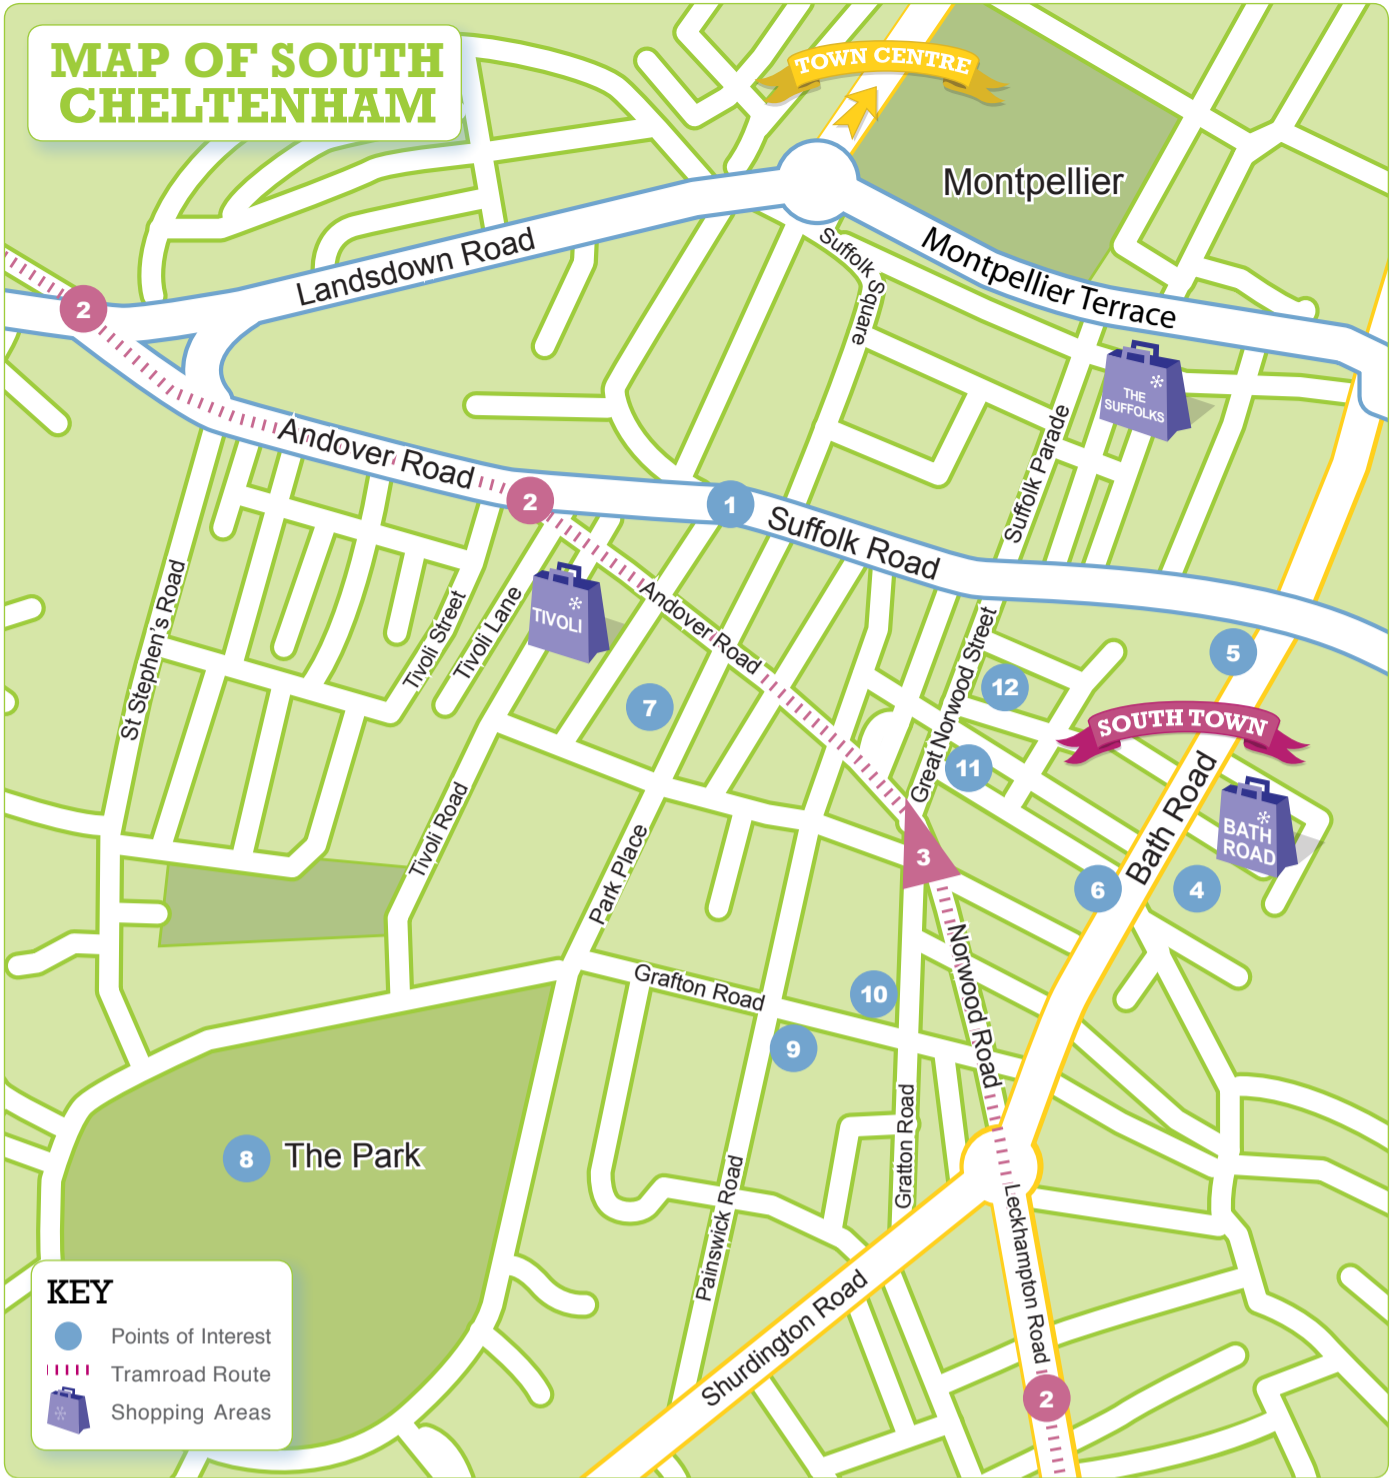 MAP OF SOUTH
CHELTENHAM
TOWN CENTRE
Montpellier
Landsdown Road
Suffolk
Square
Montpellier Terrace
2
THE
SUFFOLKS
Andover Road
Suffolk Parade
2
1
Suffolk Road
St Stephen's Road
Tivoli Street
Tivoli Lane
TIVOLI
Andover Road
Great Norwood Street
5
12
7
SOUTH TOWN
11
Bath Road
BATH
ROAD
Tivoli Road
Park Place
3
6
4
Grafton Road
Norwood Road
10
9
Gratton Road
8
The Park
Painswick Road
Leckhampton Road
Shurdington Road
2
KEY
Points of Interest
Tramroad Route
Shopping Areas